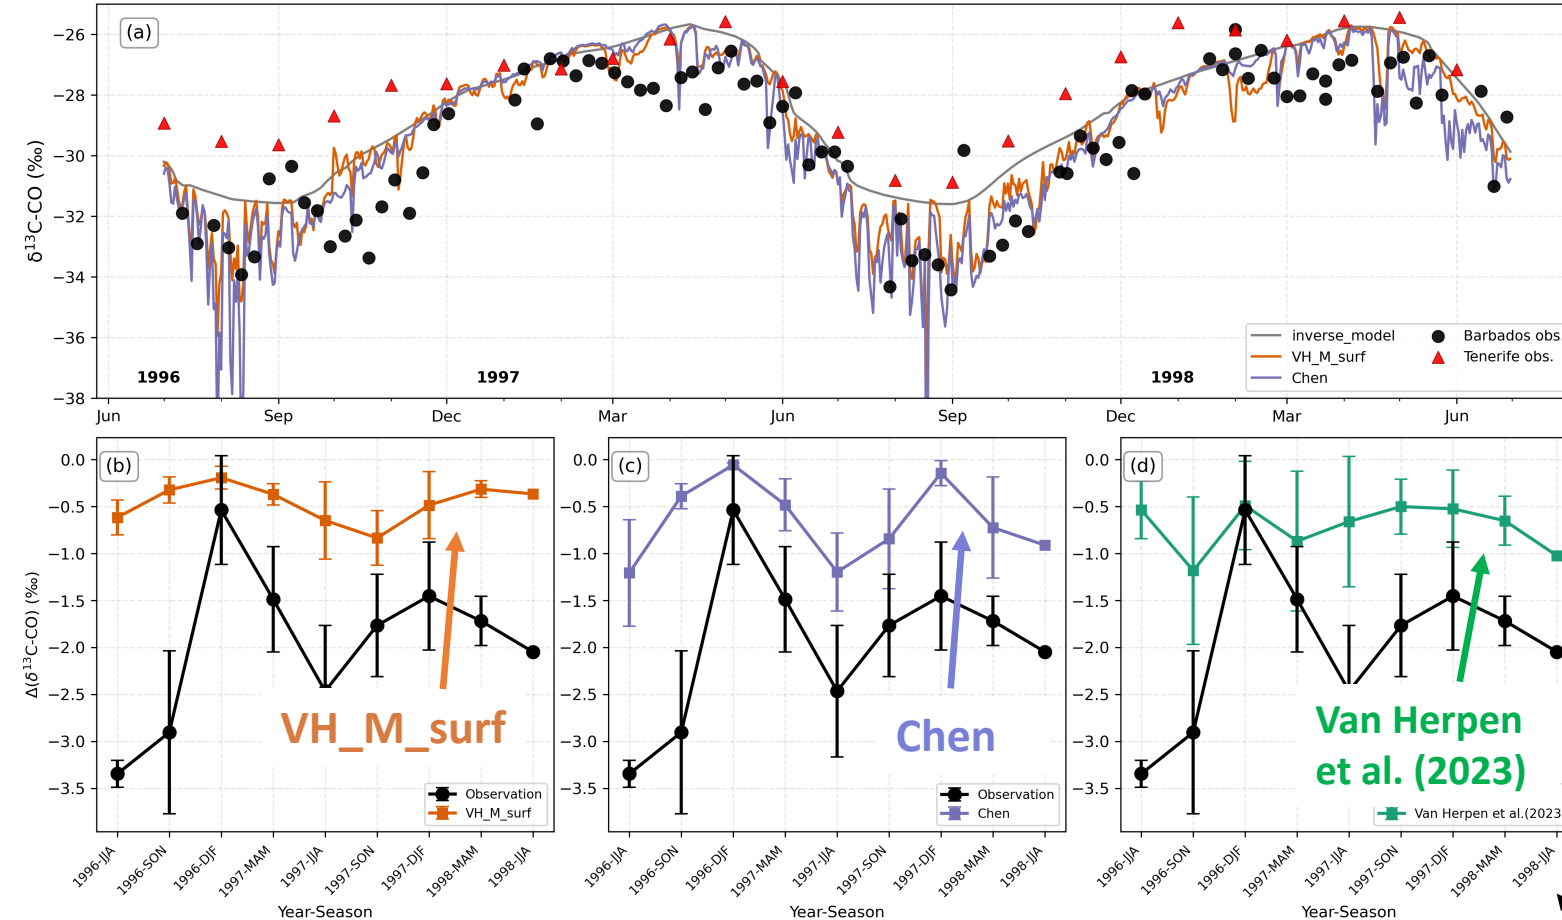 (a)
δ¹³C-CO (‰)
−26
−28
−30
−32
−34
−36
−38
1996
1997
1998
inverse_model
VH_M_surf
Chen
Barbados obs.
Tenerife obs.
Jun Sep Dec Mar Jun Sep Dec Mar Jun
(b)
Δ(δ¹³C-CO) (‰)
0.0
−0.5
−1.0
−1.5
−2.0
−2.5
−3.0
−3.5
VH_M_surf
Observation
VH_M_surf
1996-JJA 1996-SON 1996-DJF 1997-MAM 1997-JJA 1997-SON 1997-DJF 1998-MAM 1998-JJA
Year-Season
(c)
0.0
−0.5
−1.0
−1.5
−2.0
−2.5
−3.0
−3.5
Chen
Observation
Chen
1996-JJA 1996-SON 1996-DJF 1997-MAM 1997-JJA 1997-SON 1997-DJF 1998-MAM 1998-JJA
Year-Season
(d)
0.0
−0.5
−1.0
−1.5
−2.0
−2.5
−3.0
−3.5
Van Herpen
et al. (2023)
Van Herpen et al.(2023
1996-JJA 1996-SON 1996-DJF 1997-MAM 1997-JJA 1997-SON 1997-DJF 1998-MAM 1998-JJA
Year-Season